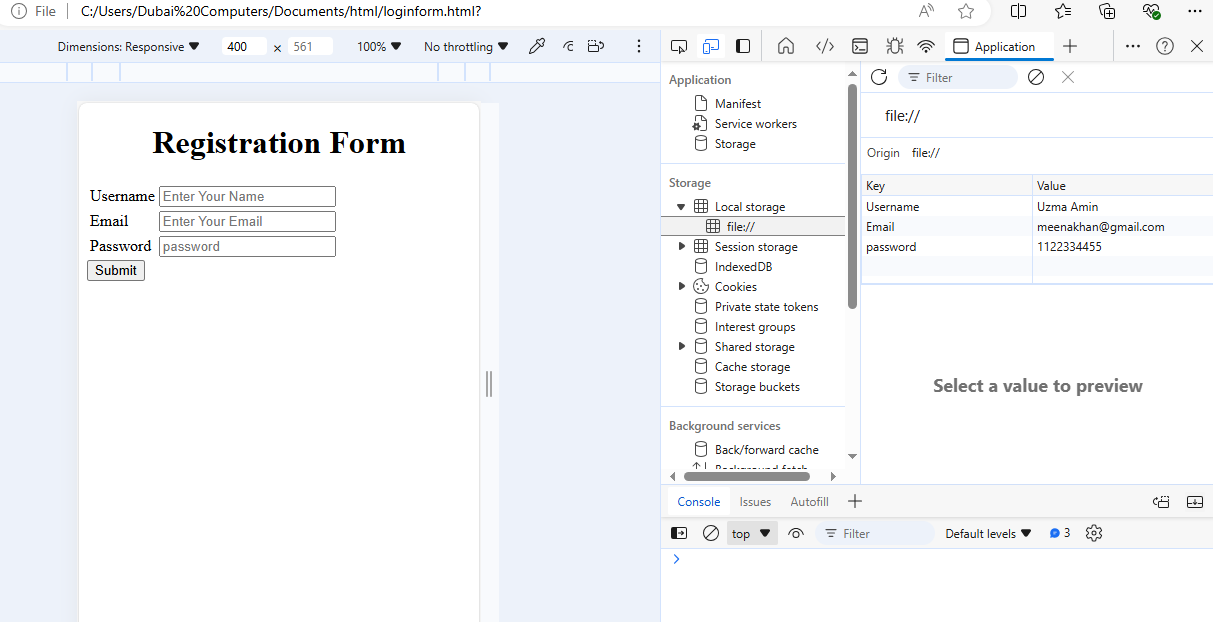 File C:/Users/Dubai%20Computers/Documents/html/loginform.html?
Dimensions: Responsive 400 x 561 100% No throttling
Registration Form
Username Enter Your Name
Email Enter Your Email
Password password
Submit
Application
Application
Manifest
Service workers
Storage
Storage
Local storage
file://
Session storage
IndexedDB
Cookies
Private state tokens
Interest groups
Shared storage
Cache storage
Storage buckets
Background services
Back/forward cache
Background fetch
Filter
file://
Origin file://
Key Value
Username Uzma Amin
Email meenakhan@gmail.com
password 1122334455
Select a value to preview
Console Issues Autofill
top Filter Default levels 3